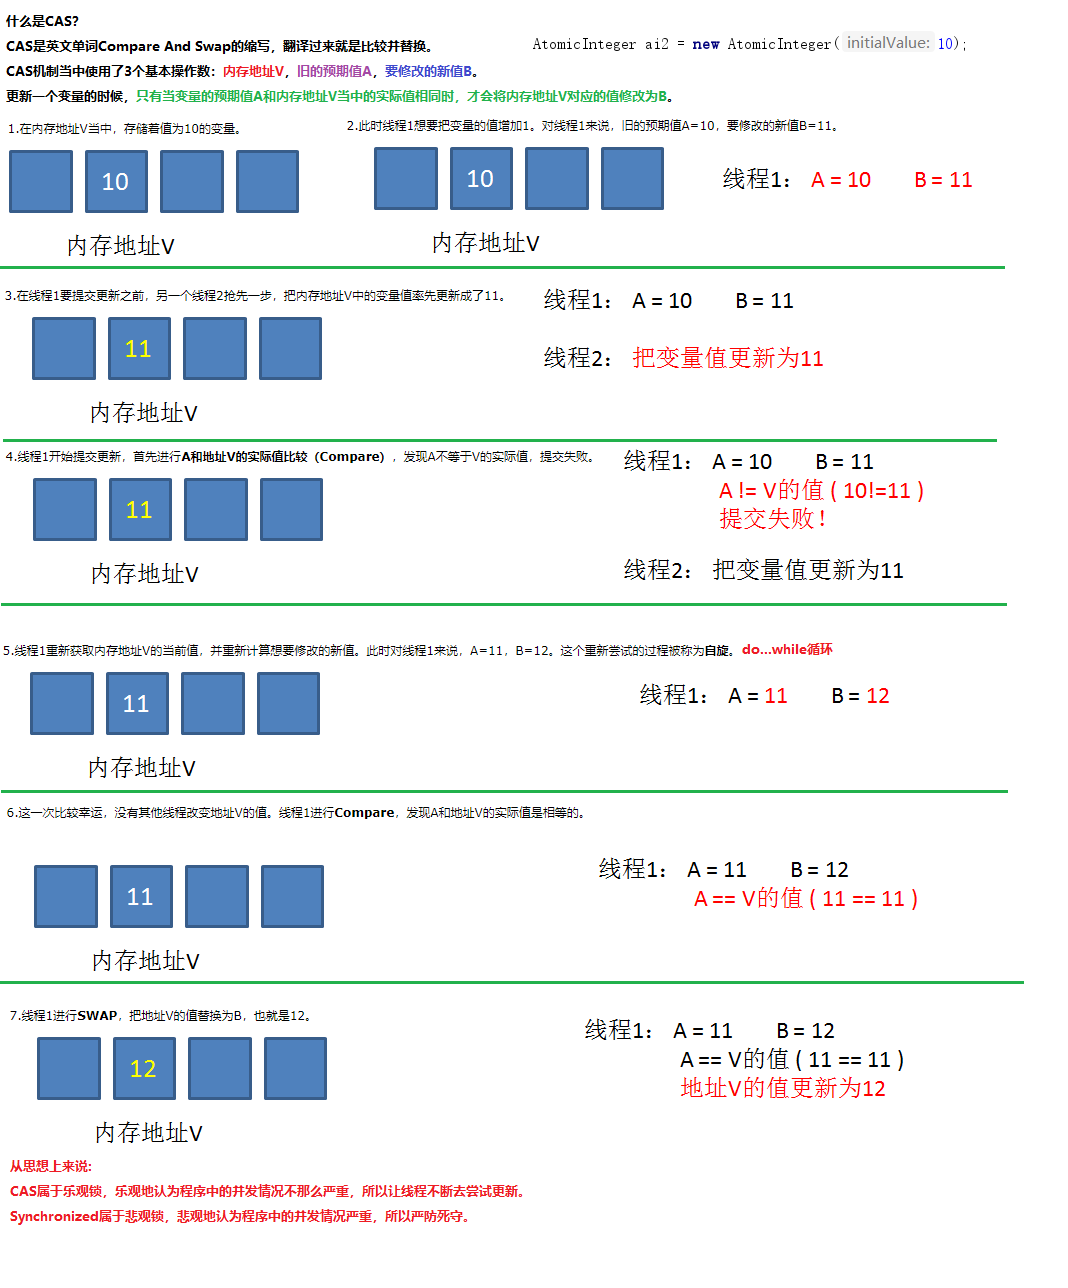 什么是CAS?
CAS是英文单词Compare And Swap的缩写，翻译过来就是比较并替换。
AtomicInteger ai2 = new AtomicInteger( initialValue: 10);
CAS机制当中使用了3个基本操作数：内存地址V，旧的预期值A，要修改的新值B。
更新一个变量的时候，只有当变量的预期值A和内存地址V当中的实际值相同时，才会将内存地址V对应的值修改为B。
1.在内存地址V当中，存储着值为10的变量。
10
内存地址V
2.此时线程1想要把变量的值增加1。对线程1来说，旧的预期值A=10，要修改的新值B=11。
10
内存地址V
线程1： A = 10 B = 11
3.在线程1要提交更新之前，另一个线程2抢先一步，把内存地址V中的变量值率先更新成了11。
11
内存地址V
线程1： A = 10 B = 11
线程2： 把变量值更新为11
4.线程1开始提交更新，首先进行A和地址V的实际值比较（Compare），发现A不等于V的实际值，提交失败。
11
内存地址V
线程1： A = 10 B = 11
A != V的值 ( 10!=11 )
提交失败！
线程2： 把变量值更新为11
5.线程1重新获取内存地址V的当前值，并重新计算想要修改的新值。此时对线程1来说，A=11，B=12。这个重新尝试的过程被称为自旋。do...while循环
11
内存地址V
线程1： A = 11 B = 12
6.这一次比较幸运，没有其他线程改变地址V的值。线程1进行Compare，发现A和地址V的实际值是相等的。
11
内存地址V
线程1： A = 11 B = 12
A == V的值 ( 11 == 11 )
7.线程1进行SWAP，把地址V的值替换为B，也就是12。
12
内存地址V
线程1： A = 11 B = 12
A == V的值 ( 11 == 11 )
地址V的值更新为12
从思想上来说:
CAS属于乐观锁，乐观地认为程序中的并发情况不那么严重，所以让线程不断去尝试更新。
Synchronized属于悲观锁，悲观地认为程序中的并发情况严重，所以严防死守。